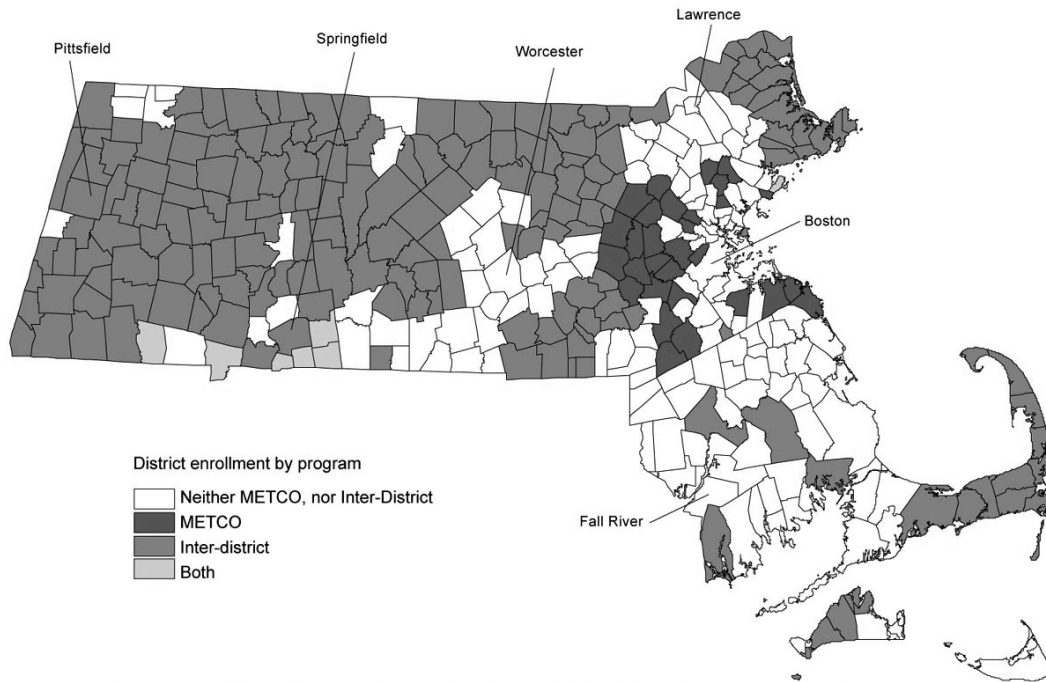 Lawrence
Springfield
Pittsfield
Worcester
Boston
District enrollment by program
Neither METCO, nor Inter-District
METCO
Inter-district
Both
Fall River